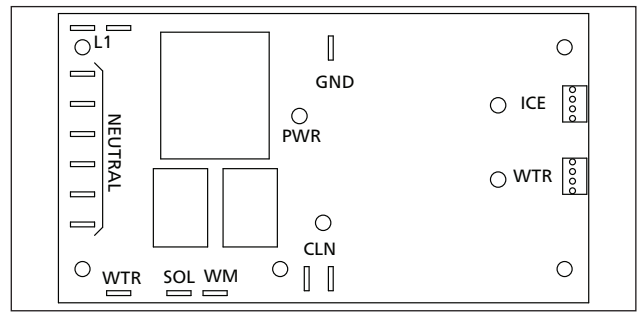 L1
GND
ICE
PWR
NEUTRAL
WTR
CLN
WTR SOL WM